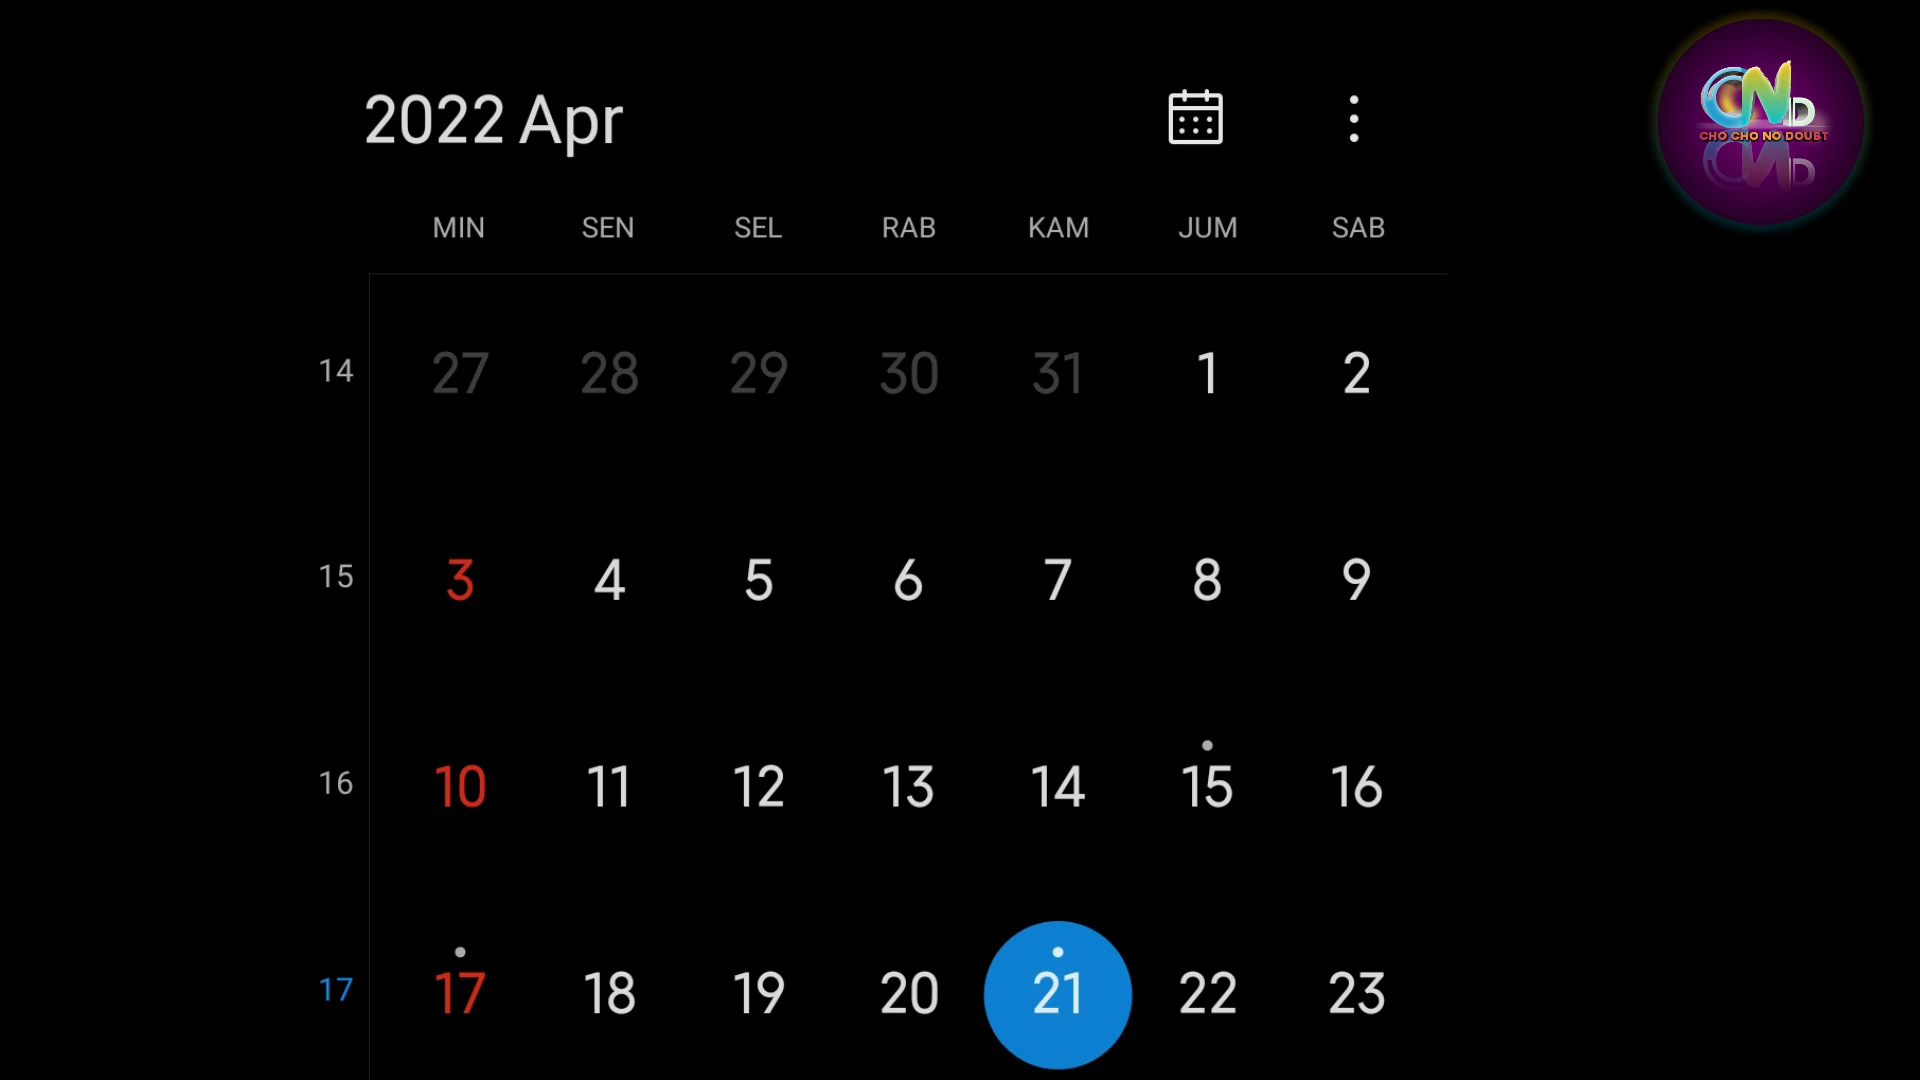 2022 Apr
CND
CHO CHO NO DOUBT
MIN SEN SEL RAB KAM JUM SAB
14 27 28 29 30 31 1 2
15 3 4 5 6 7 8 9
16 10 11 12 13 14 15 16
17 17 18 19 20 21 22 23